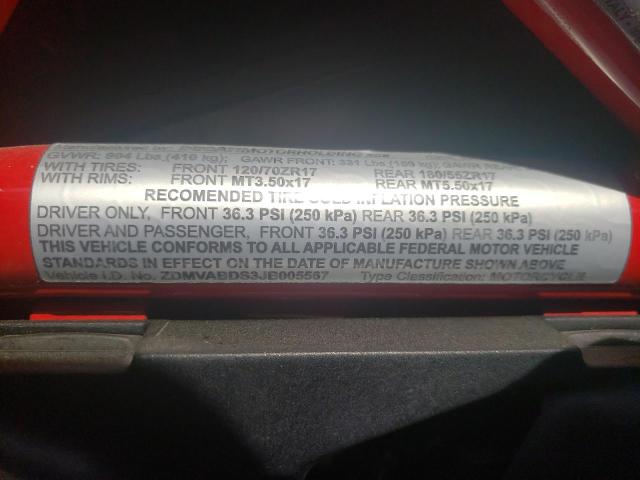 MOTORHOLDING
GVWR: 904 Lbs.(410 kg); GAWR FRONT: 331 Lbs.
WITH TIRES: FRONT 120/70ZR17 REAR 180/55ZR17
WITH RIMS: FRONT MT3.50x17 REAR MT5.50x17
RECOMENDED TIRE COLD INFLATION PRESSURE
DRIVER ONLY, FRONT 36.3 PSI (250 kPa) REAR 36.3 PSI (250 kPa)
DRIVER AND PASSENGER, FRONT 36.3 PSI (250 kPa) REAR 36.3 PSI (250 kPa)
THIS VEHICLE CONFORMS TO ALL APPLICABLE FEDERAL MOTOR VEHICLE
STANDARDS IN EFFECT ON THE DATE OF MANUFACTURE SHOWN ABOVE
Vehicle I.D. No. ZDMVABDS3JB005567 Type Classification: MOTORCYCLE